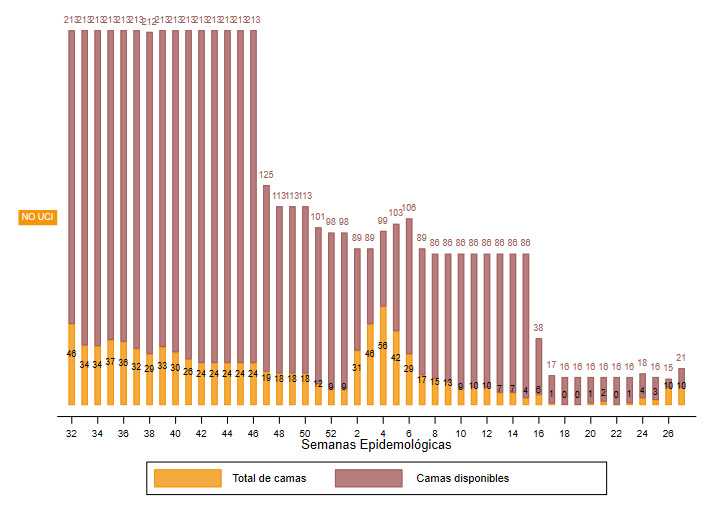 213 213 213 213 213 213 212 213 213 213 213 213 213 213 213
125
113 113 113
101 98 98
89 89 99 103 106 89
86 86 86 86 86 86 86 86
38
17 16 16 16 16 16 16 18 16 15 21
NO UCI
46 34 34 37 36 32 29 33 30 26 24 24 24 24 24 19 18 18 18 12 9 9 31 46 56 42 29 17 15 13 9 10 10 7 7 4 6 1 0 0 1 2 0 1 4 3 10 10
32 34 36 38 40 42 44 46 48 50 52 2 4 6 8 10 12 14 16 18 20 22 24 26
Semanas Epidemológicas
Total de camas Camas disponibles